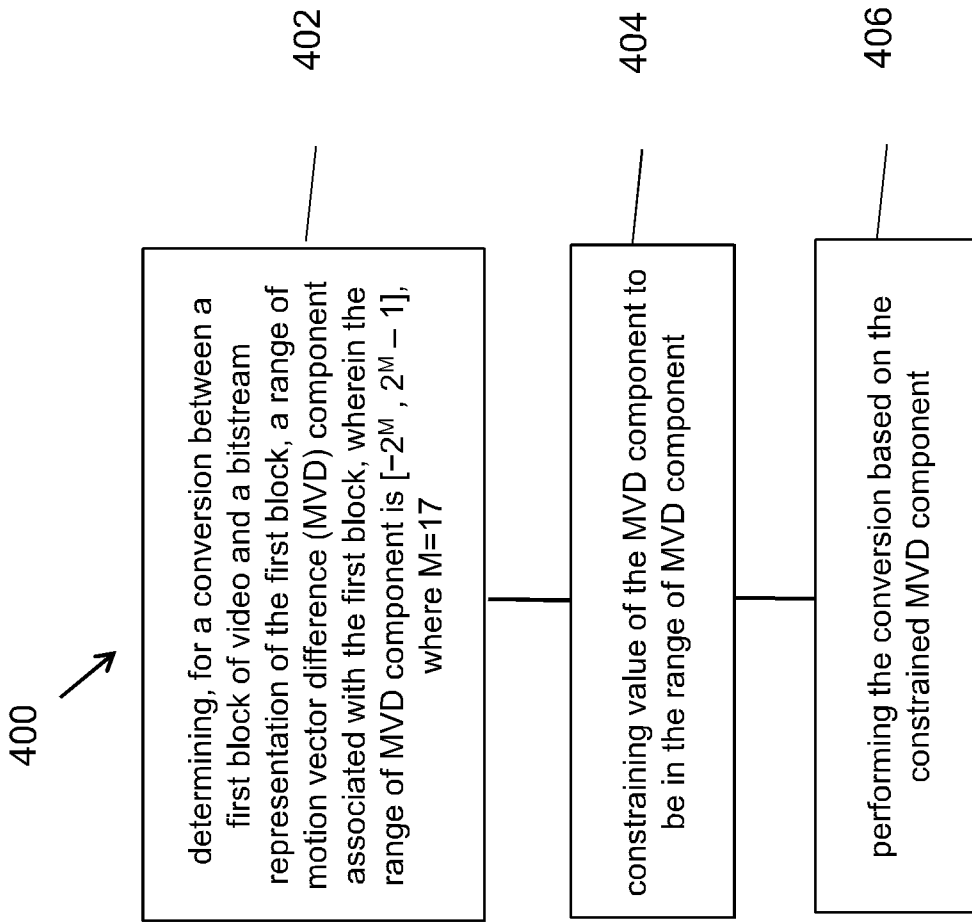 400
determining, for a conversion between a
first block of video and a bitstream
representation of the first block, a range of
motion vector difference (MVD) component
associated with the first block, wherein the
range of MVD component is [−2ᴹ , 2ᴹ – 1],
where M=17
402
constraining value of the MVD component to
be in the range of MVD component
404
performing the conversion based on the
constrained MVD component
406